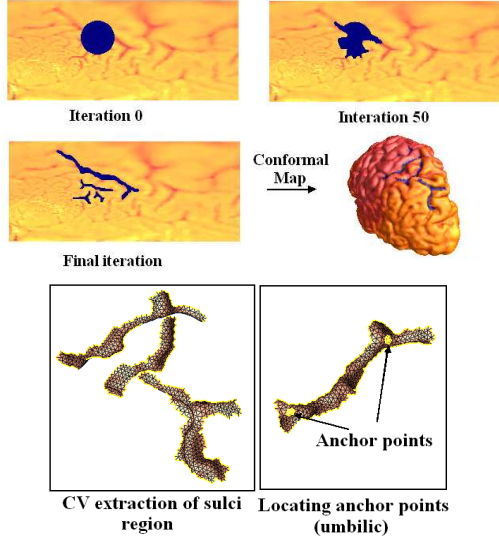 Iteration 0
Interation 50
Final iteration
Conformal
Map
Anchor points
CV extraction of sulci
region
Locating anchor points
(umbilic)